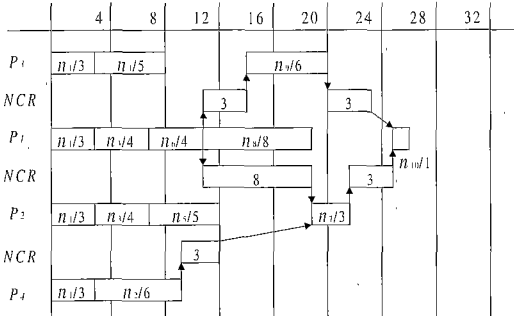 4 8 12 16 20 24 28 32
P₃ n₁/3 n₃/5 n₉/6
NCR 3 3
P₁ n₁/3 n₄/4 n₆/4 n₈/8
n₁₀/1
NCR 8 3
P₂ n₁/3 n₄/4 n₅/5 n₇/3
NCR 3
P₄ n₁/3 n₂/6